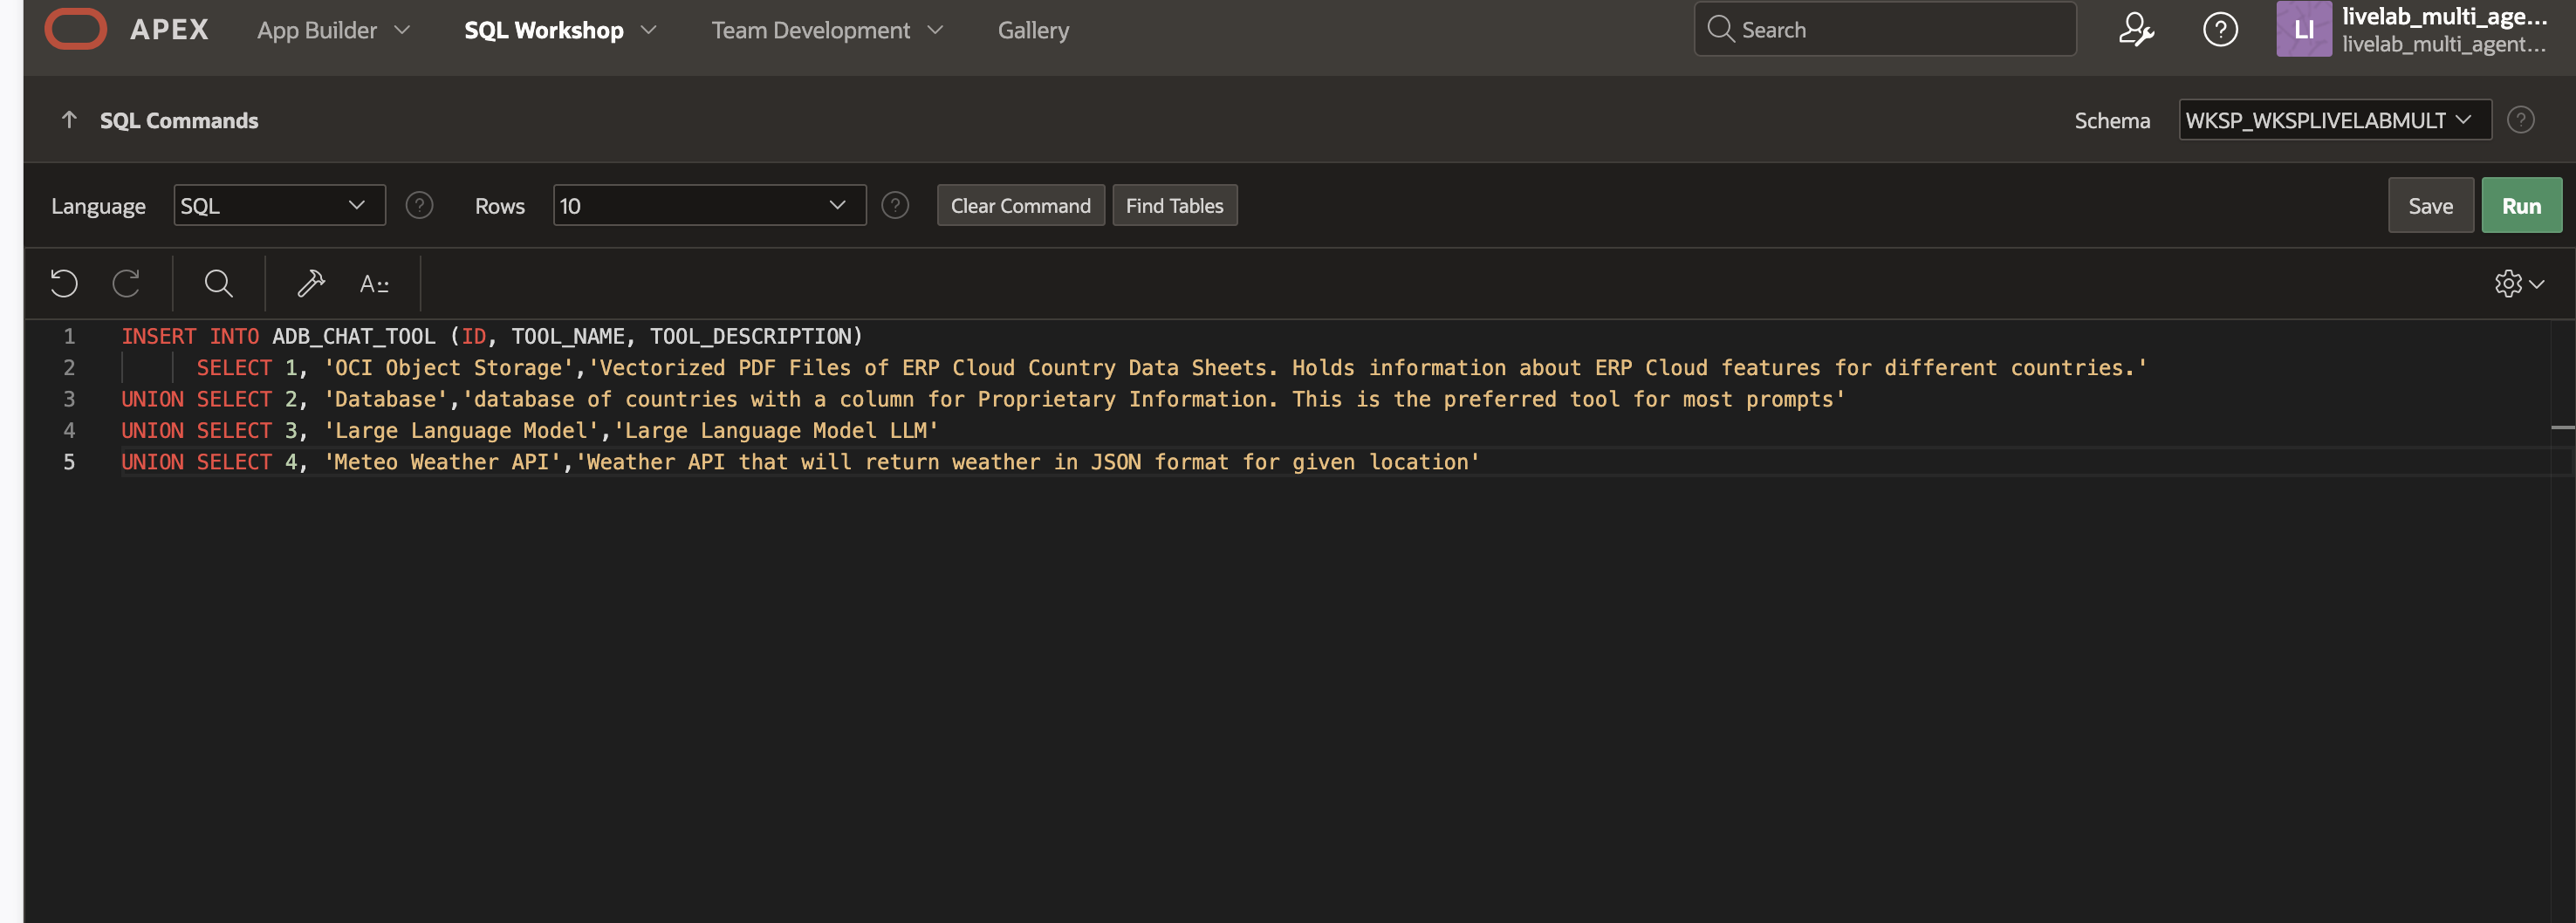 APEX App Builder SQL Workshop Team Development Gallery Search LI livelab_multi_age...
livelab_multi_agent...
SQL Commands Schema WKSP_WKSPLIVELABMULT
Language SQL Rows 10 Clear Command Find Tables Save Run
1 INSERT INTO ADB_CHAT_TOOL (ID, TOOL_NAME, TOOL_DESCRIPTION)
2 SELECT 1, 'OCI Object Storage','Vectorized PDF Files of ERP Cloud Country Data Sheets. Holds information about ERP Cloud features for different countries.'
3 UNION SELECT 2, 'Database','database of countries with a column for Proprietary Information. This is the preferred tool for most prompts'
4 UNION SELECT 3, 'Large Language Model','Large Language Model LLM'
5 UNION SELECT 4, 'Meteo Weather API','Weather API that will return weather in JSON format for given location'